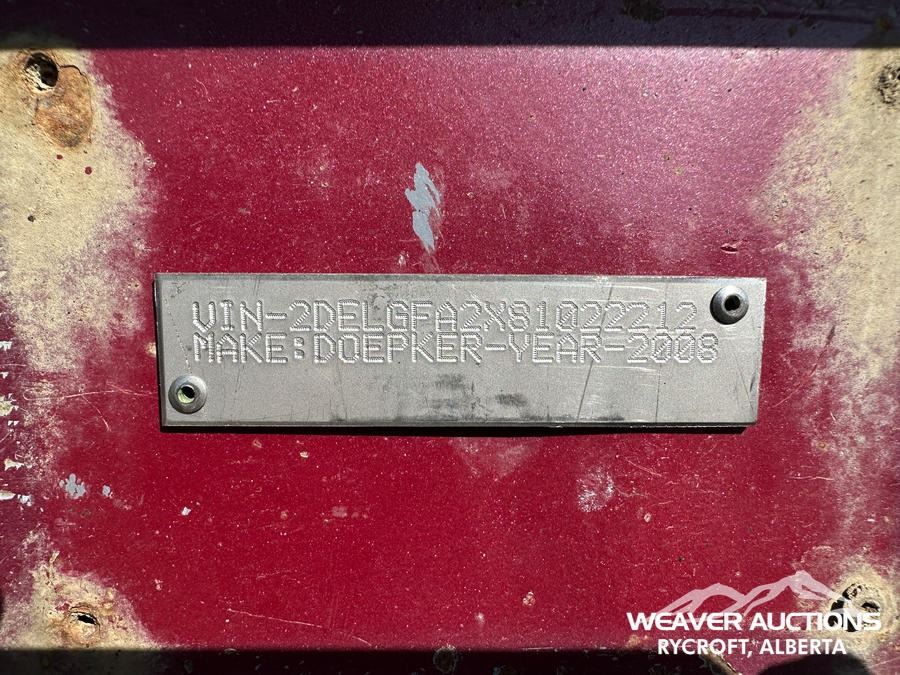 VIN-2DELGFA2X81022212
MAKE:DOEPKER-YEAR-2008
WEAVER AUCTIONS
RYCROFT, ALBERTA